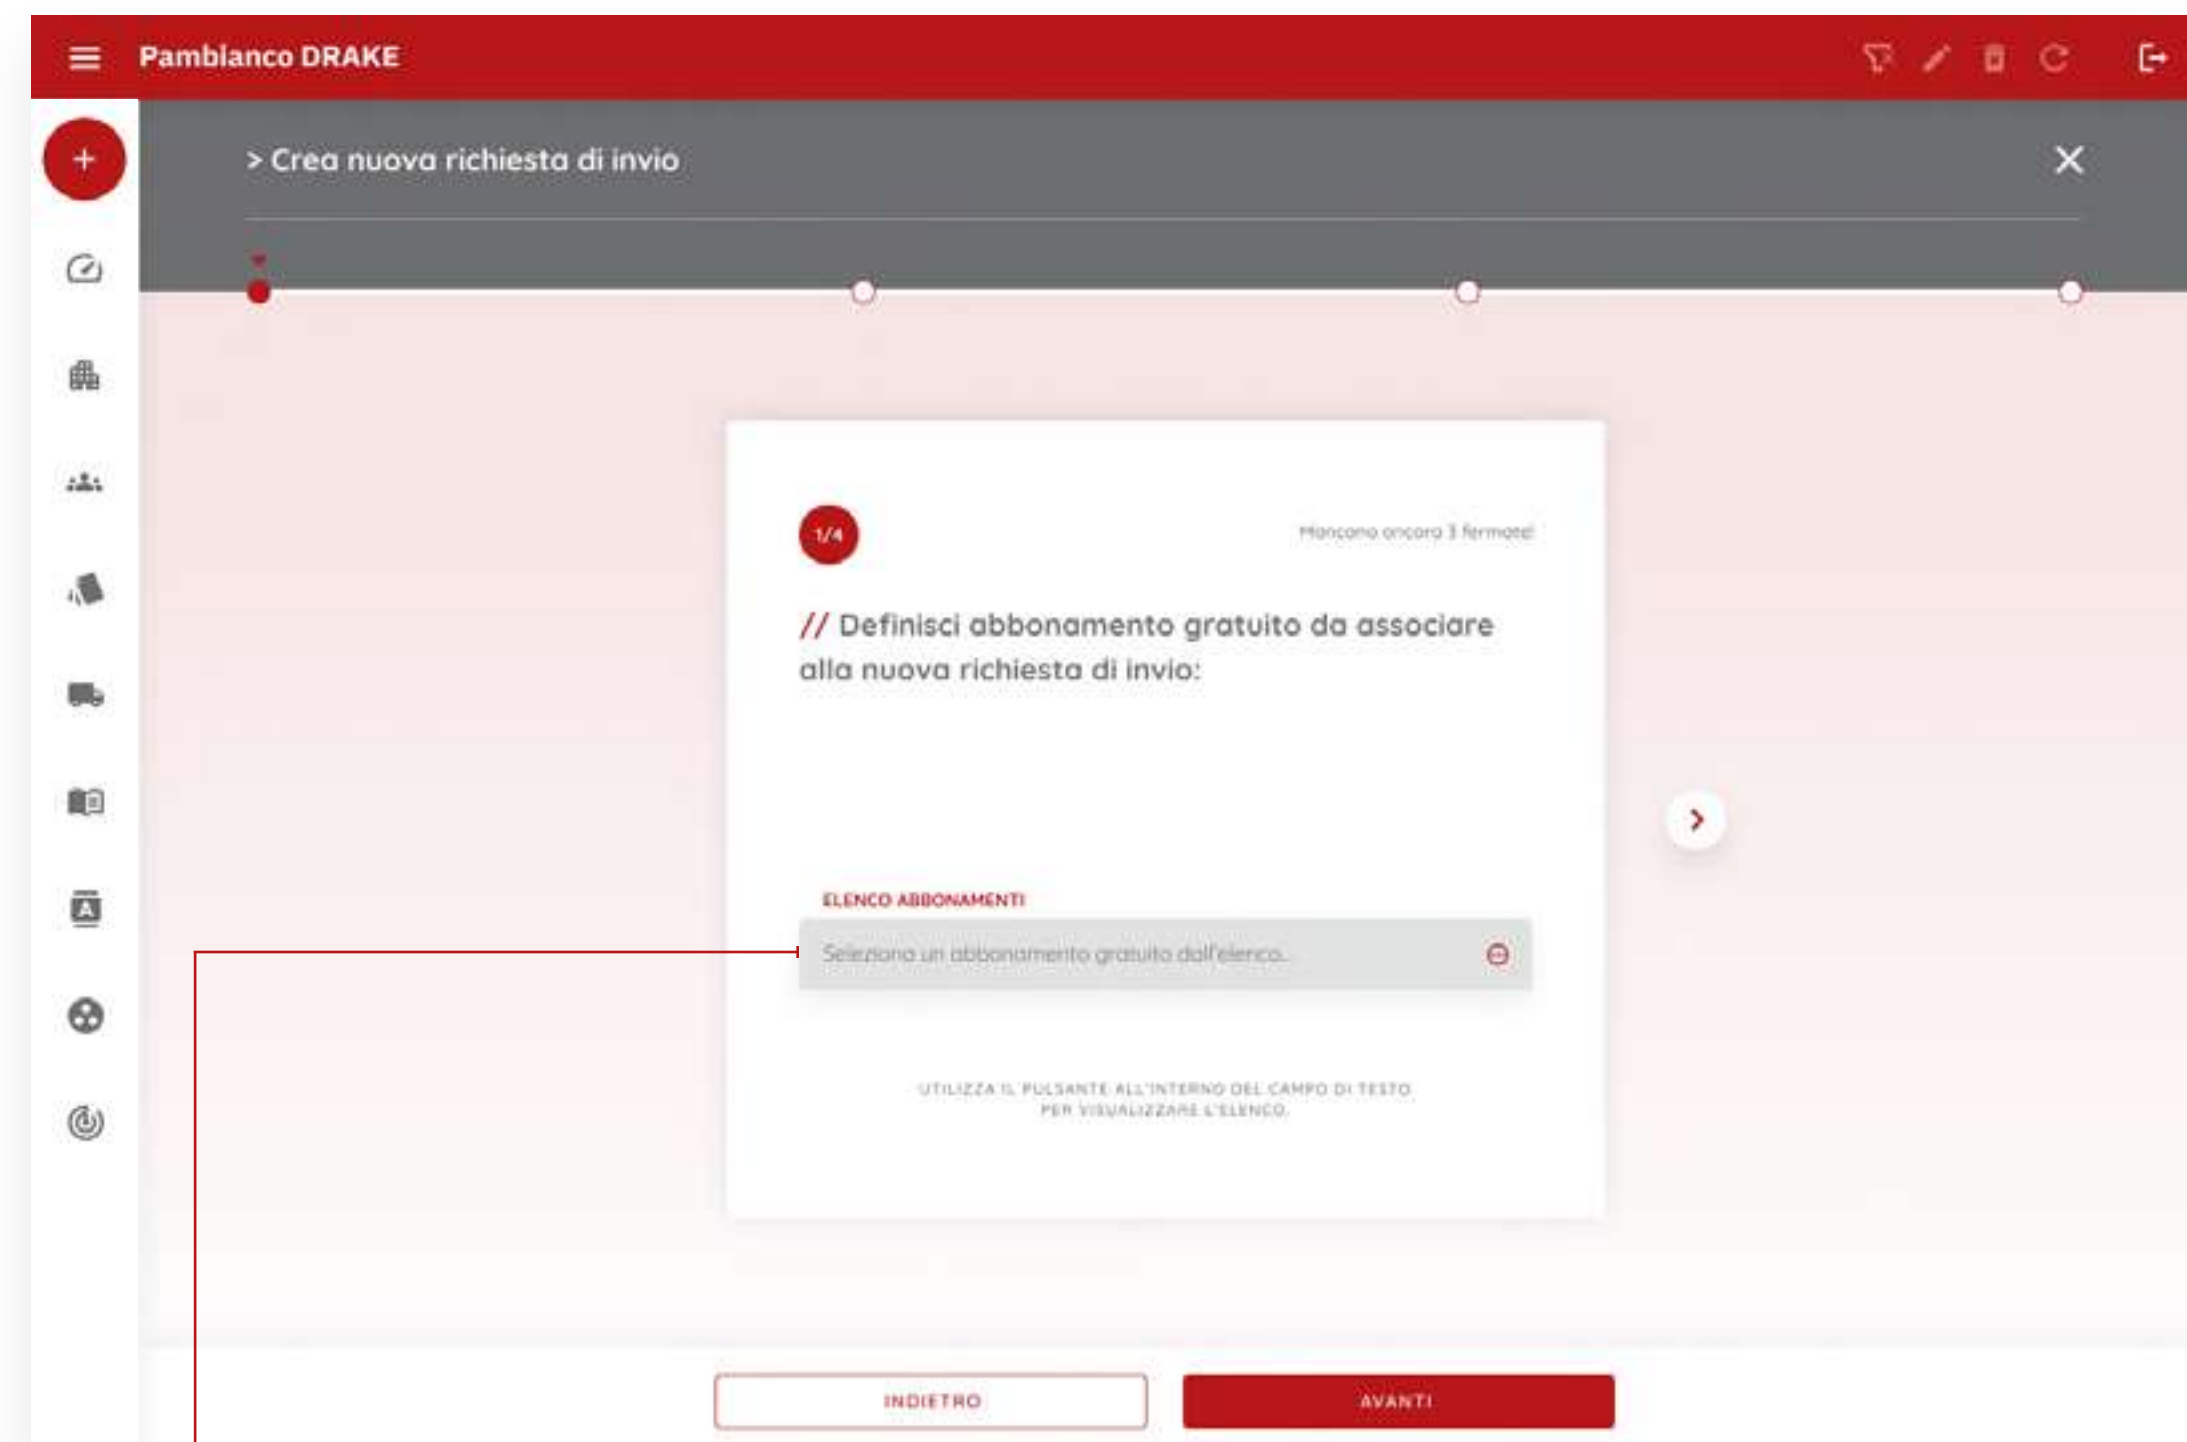 Pambianco DRAKE
+
> Crea nuova richiesta di invio
1/4
Mancano ancora 3 fermate!
// Definisci abbonamento gratuito da associare
alla nuova richiesta di invio:
ELENCO ABBONAMENTI
Seleziona un abbonamento gratuito dall'elenco...
UTILIZZA IL PULSANTE ALL'INTERNO DEL CAMPO DI TESTO
PER VISUALIZZARE L'ELENCO.
A
INDIETRO
AVANTI